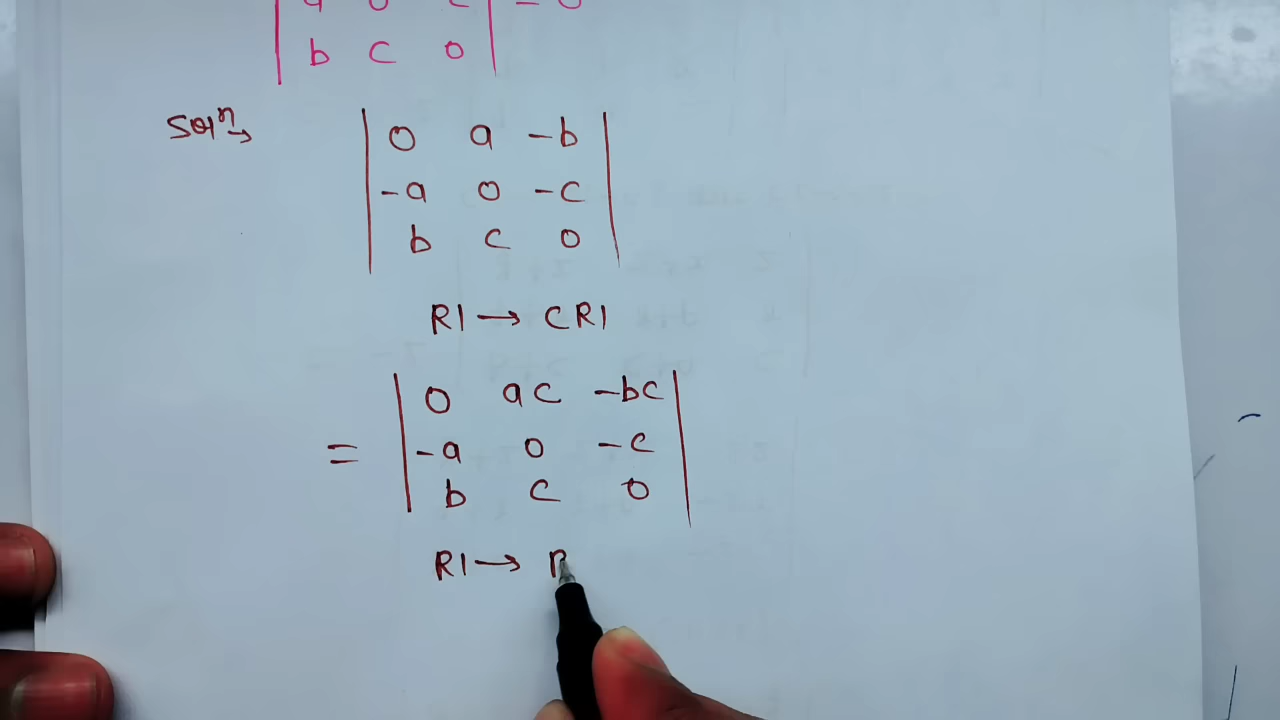 b c 0
Solⁿ→
0 a -b
-a 0 -c
b c 0
R1 → CR1
= 0 ac -bc
-a 0 -c
b c 0
R1 →